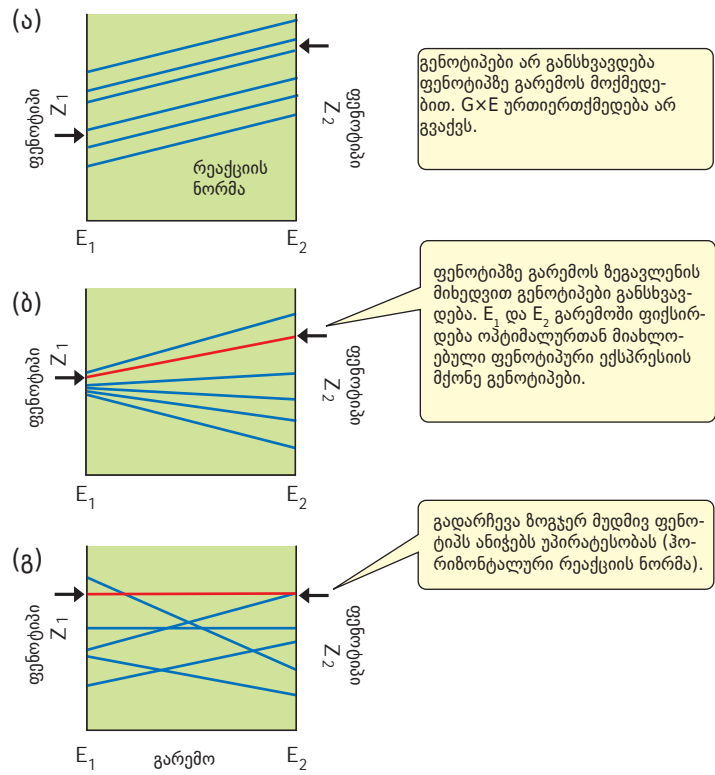 (ა)
ფენოტიპი
Z1
Z2
ფენოტიპი
რეაქციის
ნორმა
E1
E2
გენოტიპები არ განსხვავდება
ფენოტიპზე გარემოს მოქმედე-
ბით. G×E ურთიერთქმედება არ
გვაქვს.
(ბ)
ფენოტიპი
Z1
Z2
ფენოტიპი
E1
E2
ფენოტიპზე გარემოს ზეგავლენის
მიხედვით გენოტიპები განსხვავ-
დება. E1 და E2 გარემოში ფიქსირ-
დება ოპტიმალურთან მიახლო-
ებული ფენოტიპური ექსპრესიის
მქონე გენოტიპები.
(გ)
ფენოტიპი
Z1
Z2
ფენოტიპი
E1
გარემო
E2
გადარჩევა ზოგჯერ მუდმივ ფენო-
ტიპს ანიჭებს უპირატესობას (ჰო-
რიზონტალური რეაქციის ნორმა).